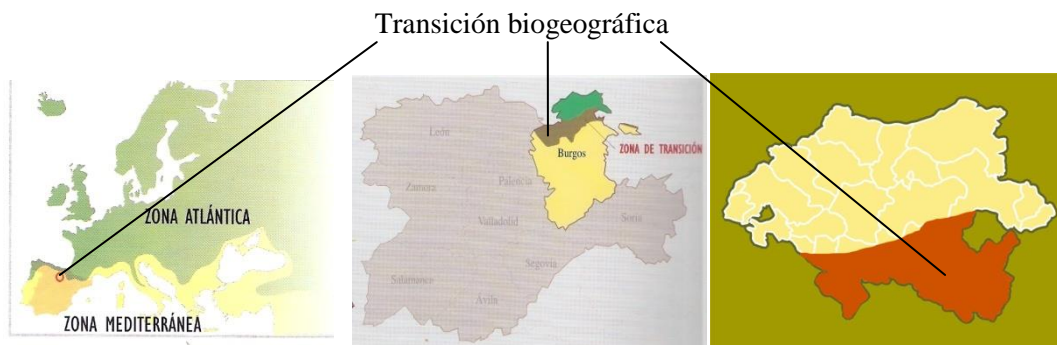 Transición biogeográfica
ZONA ATLÁNTICA
ZONA MEDITERRÁNEA
León
Burgos
ZONA DE TRANSICIÓN
Zamora
Palencia
Valladolid
Soria
Segovia
Salamanca
Ávila